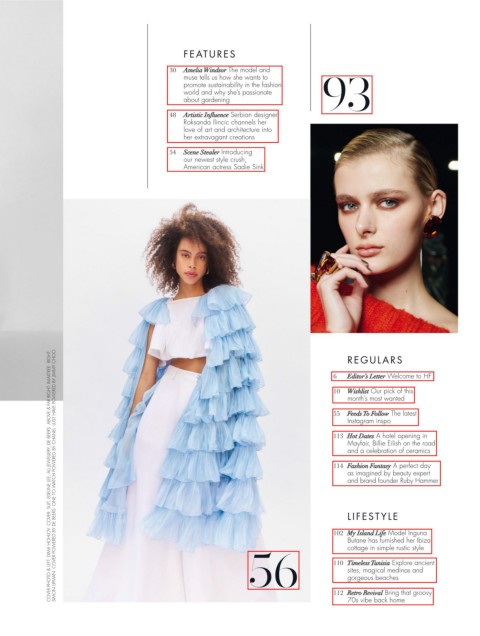 FEATURES
30 Amelia Windsor The model and
muse tells us how she wants to
promote sustainability in the fashion
world and why she's passionate
about gardening
48 Artistic Influence Serbian designer
Roksanda Ilincic channels her
love of art and architecture into
her extravagant creations
54 Scene Stealer Introducing
our newest style crush,
American actress Sadie Sink
93
56
REGULARS
6 Editor's Letter Welcome to HF
10 Wishlist Our pick of this
month's most wanted
55 Feeds To Follow The latest
Instagram inspo
113 Hot Dates A hotel opening in
Mayfair, Billie Eilish on the road
and a celebration of ceramics
114 Fashion Fantasy A perfect day
as imagined by beauty expert
and brand founder Ruby Hammer
LIFESTYLE
102 My Island Life Model Inguna
Butane has furnished her Ibiza
cottage in simple rustic style
110 Timeless Tunisia Explore ancient
sites, magical medinas and
gorgeous beaches
112 Retro Revival Bring that groovy
'70s vibe back home